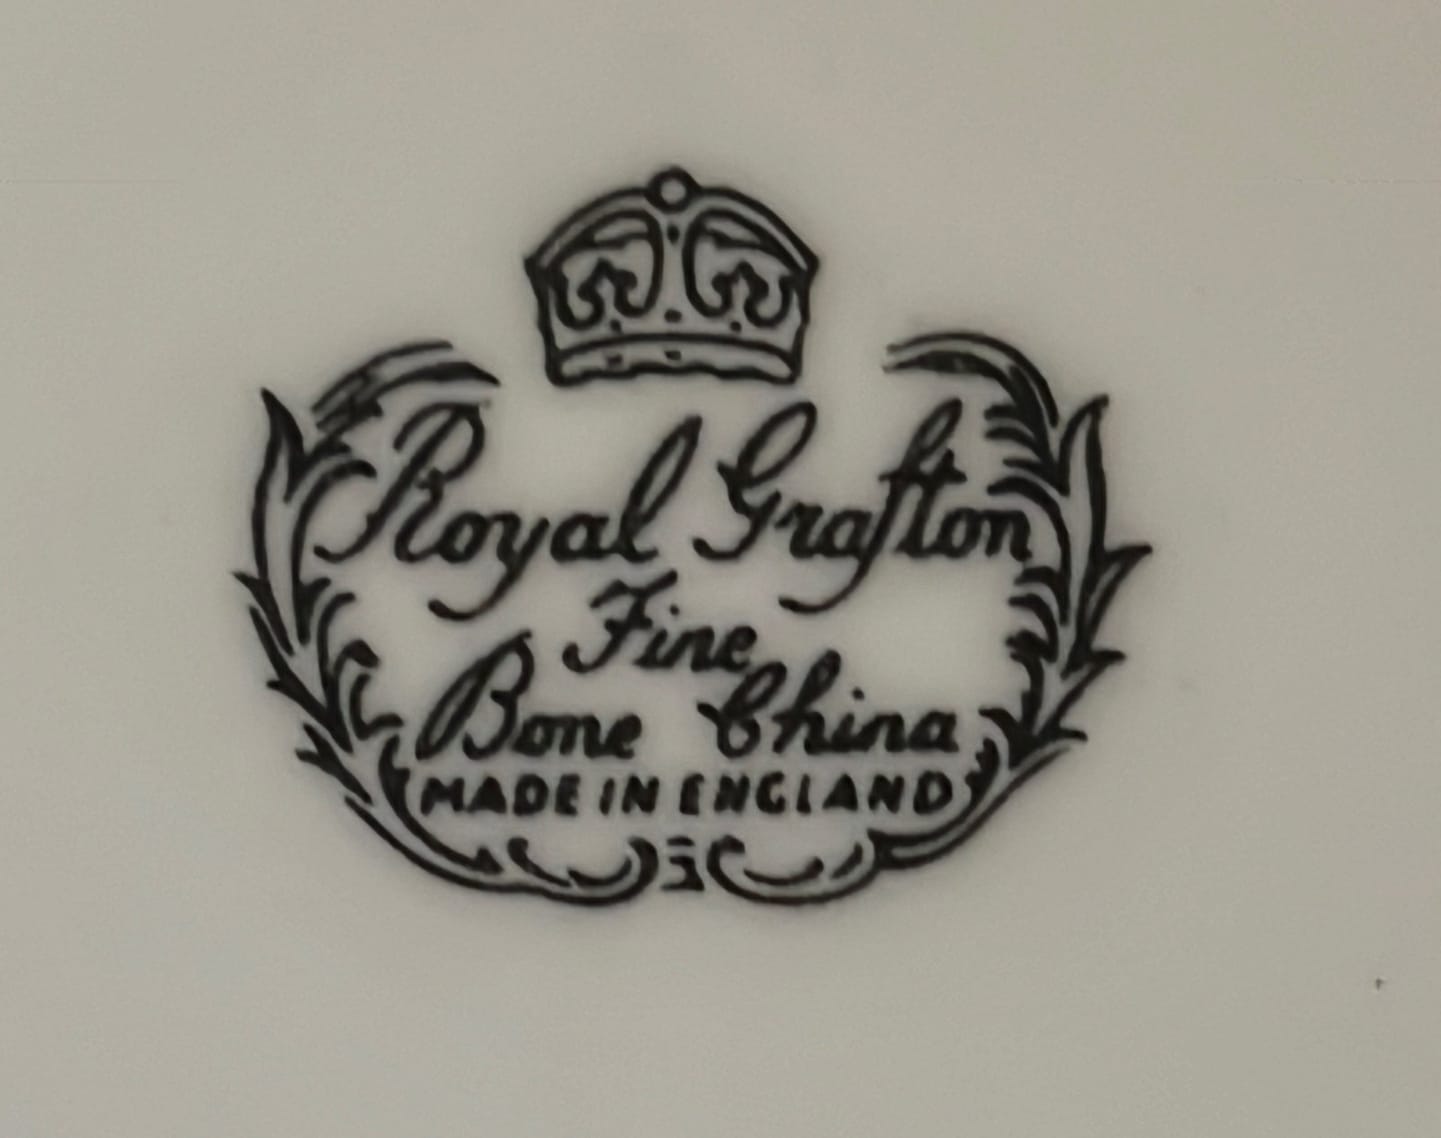 Royal Grafton
Fine
Bone China
MADE IN ENGLAND